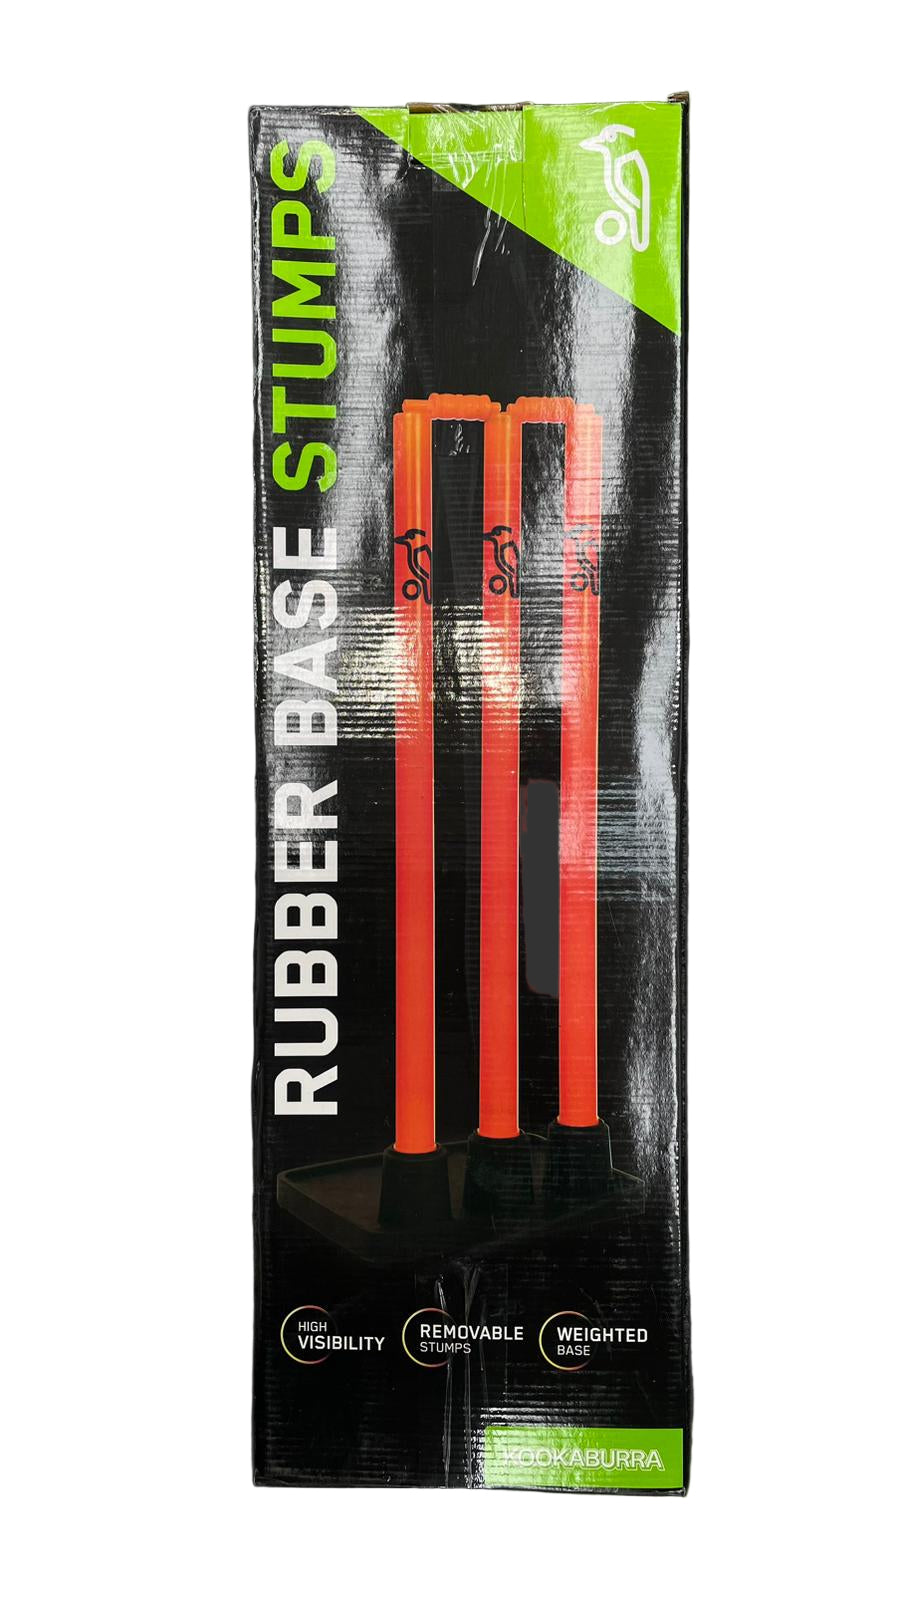 RUBBER BASE STUMPS
HIGH
VISIBILITY
REMOVABLE
STUMPS
WEIGHTED
BASE
KOOKABURRA